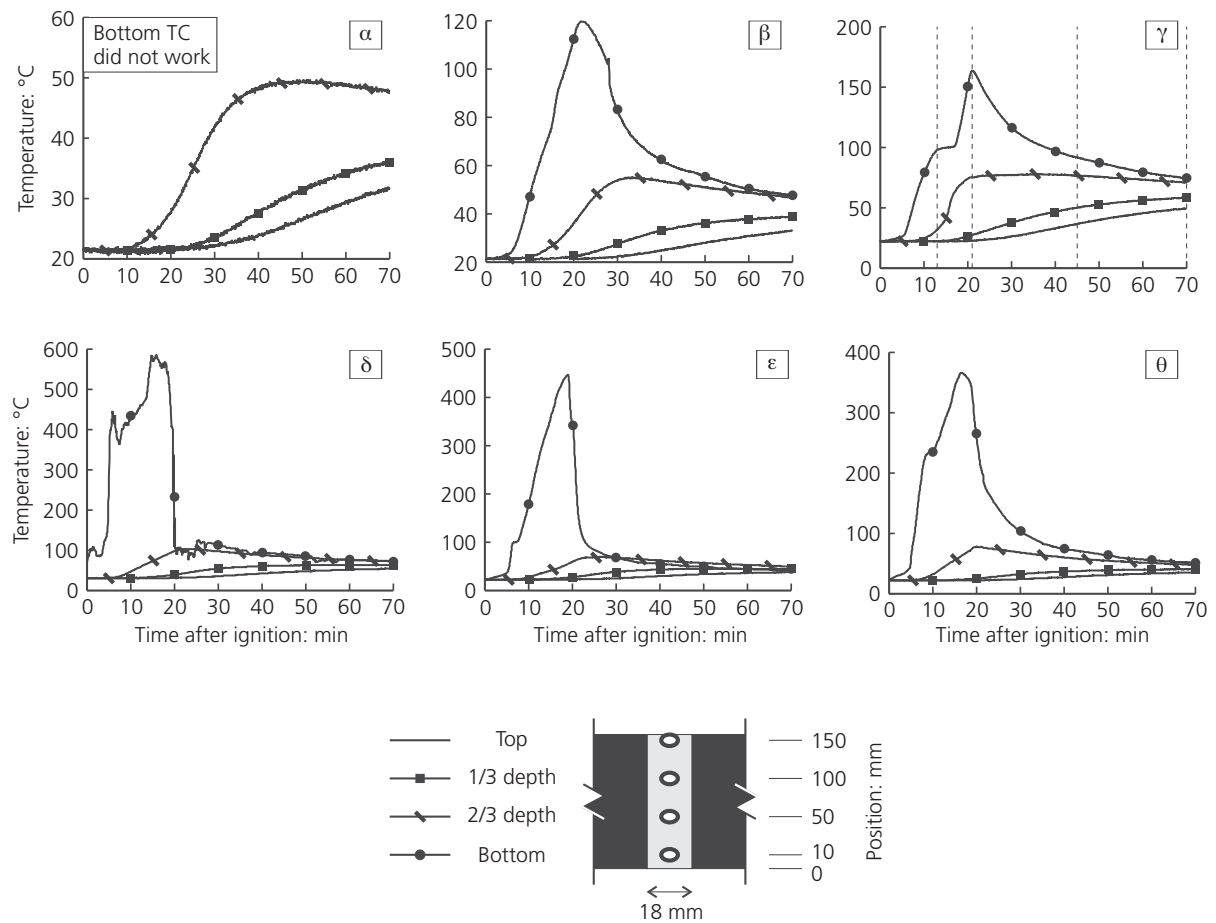 60
50
40
30
20
Temperature: °C
Bottom TC
did not work
α
0 10 20 30 40 50 60 70
120
100
80
60
40
20
β
0 10 20 30 40 50 60 70
200
150
100
50
0
γ
10 20 30 40 50 60 70
600
500
400
300
200
100
0
Temperature: °C
δ
0 10 20 30 40 50 60 70
Time after ignition: min
500
400
300
200
100
0
ε
0 10 20 30 40 50 60 70
Time after ignition: min
400
300
200
100
0
θ
0 10 20 30 40 50 60 70
Time after ignition: min
Top
1/3 depth
2/3 depth
Bottom
150
100
50
10
0
Position: mm
18 mm